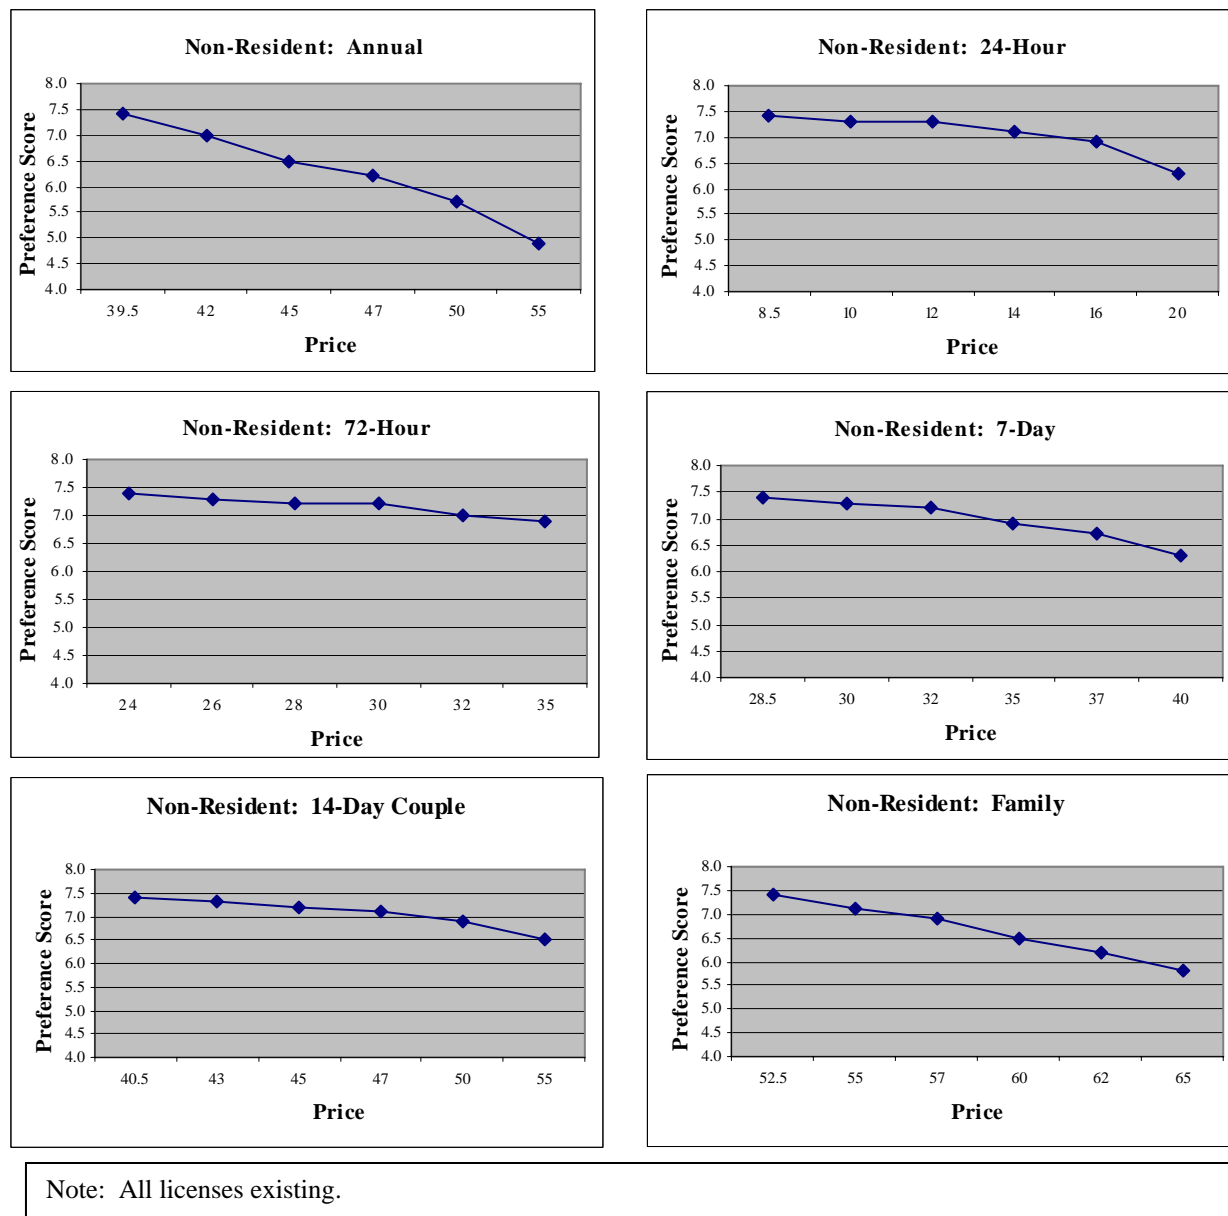 Non-Resident: Annual
8.0
7.5
7.0
6.5
6.0
5.5
5.0
4.5
4.0
Preference Score
39.5 42 45 47 50 55
Price
Non-Resident: 24-Hour
8.0
7.5
7.0
6.5
6.0
5.5
5.0
4.5
4.0
Preference Score
8.5 10 12 14 16 20
Price
Non-Resident: 72-Hour
8.0
7.5
7.0
6.5
6.0
5.5
5.0
4.5
4.0
Preference Score
24 26 28 30 32 35
Price
Non-Resident: 7-Day
8.0
7.5
7.0
6.5
6.0
5.5
5.0
4.5
4.0
Preference Score
28.5 30 32 35 37 40
Price
Non-Resident: 14-Day Couple
8.0
7.5
7.0
6.5
6.0
5.5
5.0
4.5
4.0
Preference Score
40.5 43 45 47 50 55
Price
Non-Resident: Family
8.0
7.5
7.0
6.5
6.0
5.5
5.0
4.5
4.0
Preference Score
52.5 55 57 60 62 65
Price
Note: All licenses existing.